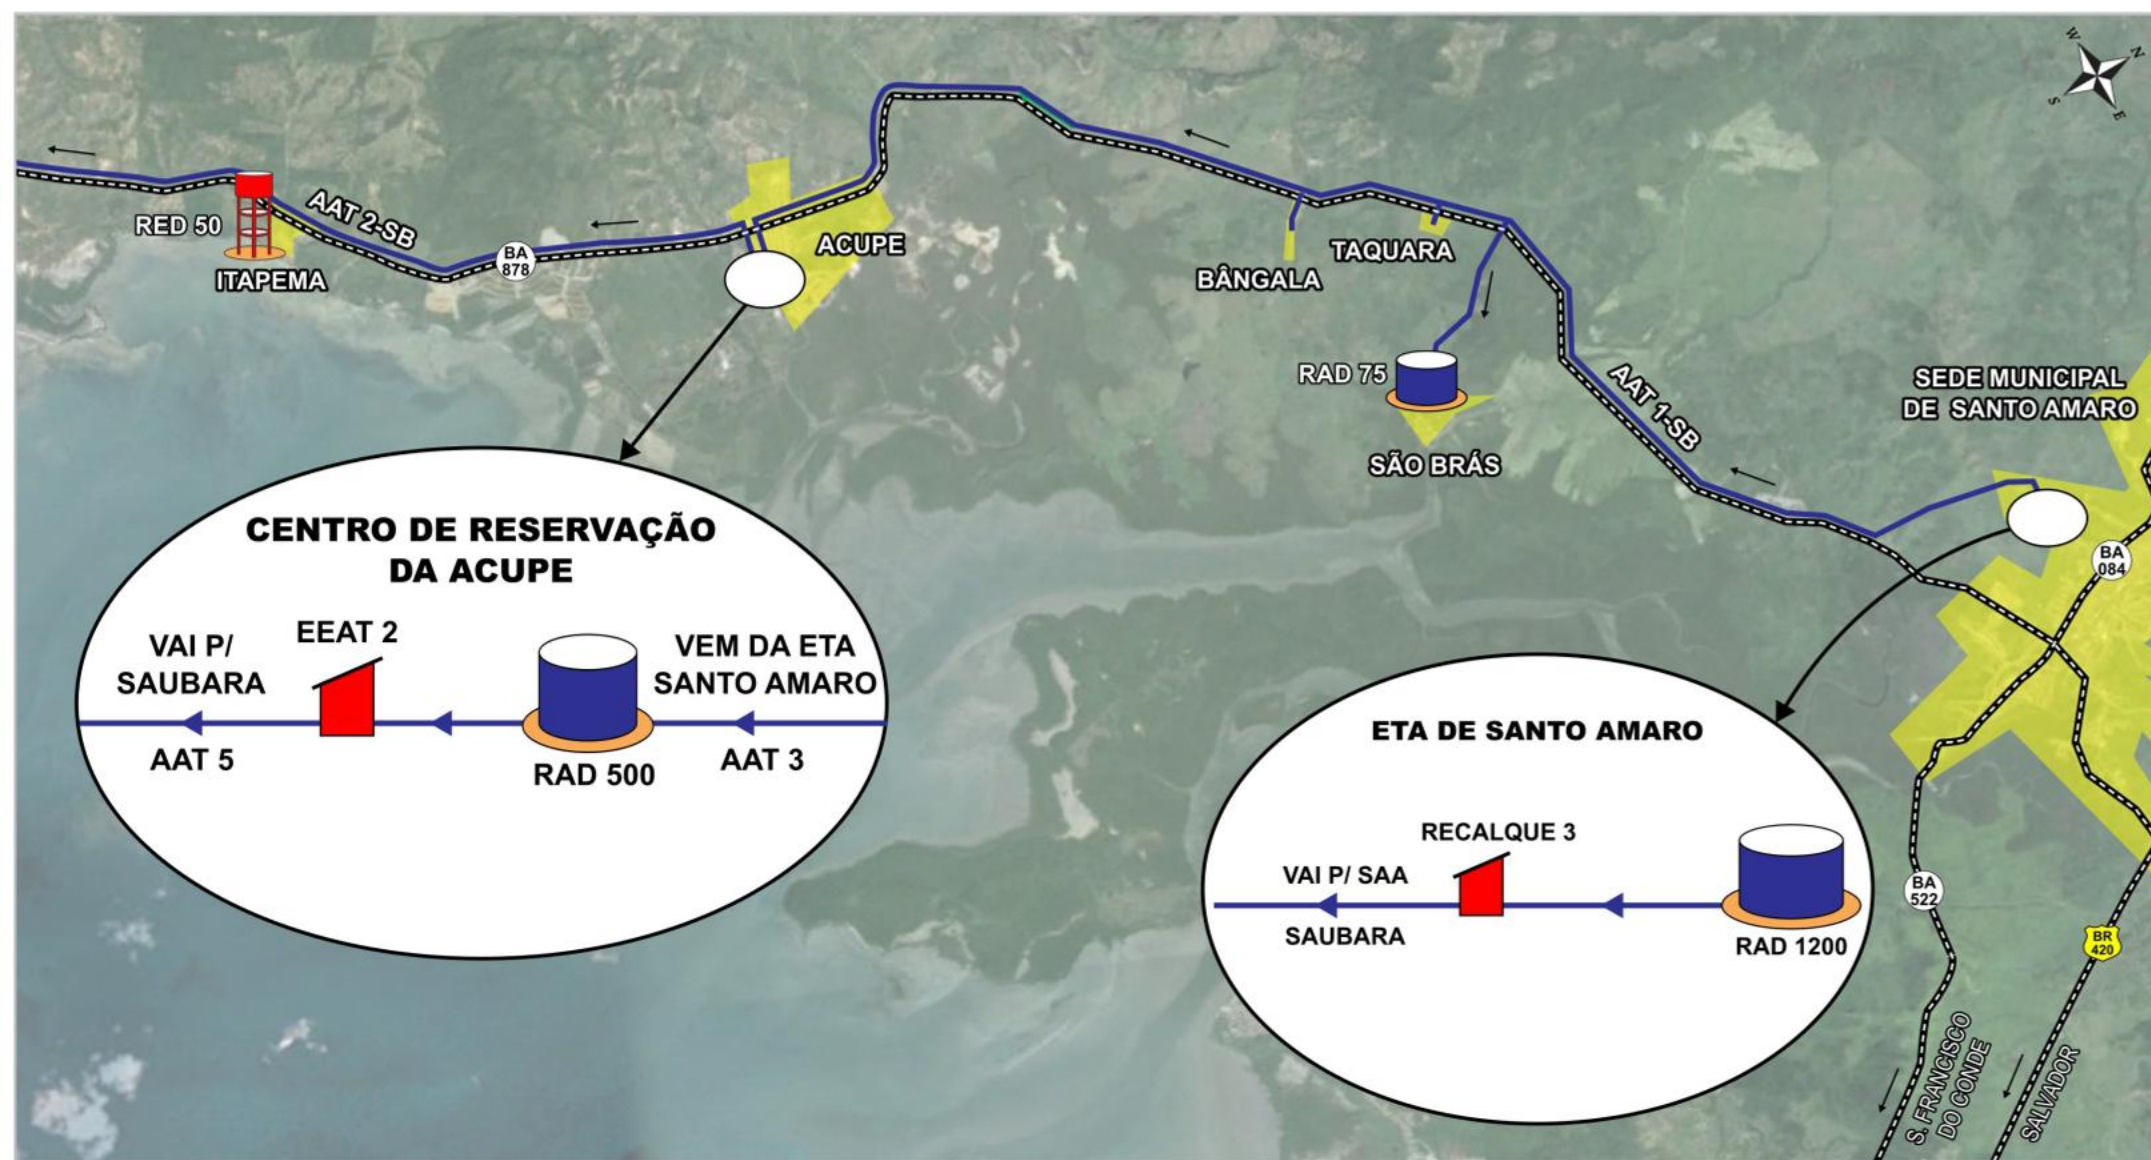 W
N
S
E
RED 50
AAT 2-SB
ITAPEMA
BA
878
ACUPE
BÂNGALA
TAQUARA
RAD 75
SÃO BRÁS
AAT 1-SB
SEDE MUNICIPAL
DE SANTO AMARO
BA
084
CENTRO DE RESERVAÇÃO
DA ACUPE
VAI P/
SAUBARA
EEAT 2
VEM DA ETA
SANTO AMARO
AAT 5
RAD 500
AAT 3
ETA DE SANTO AMARO
RECALQUE 3
VAI P/ SAA
SAUBARA
RAD 1200
BA
522
BR
420
S. FRANCISCO
DO CONDE
SALVADOR